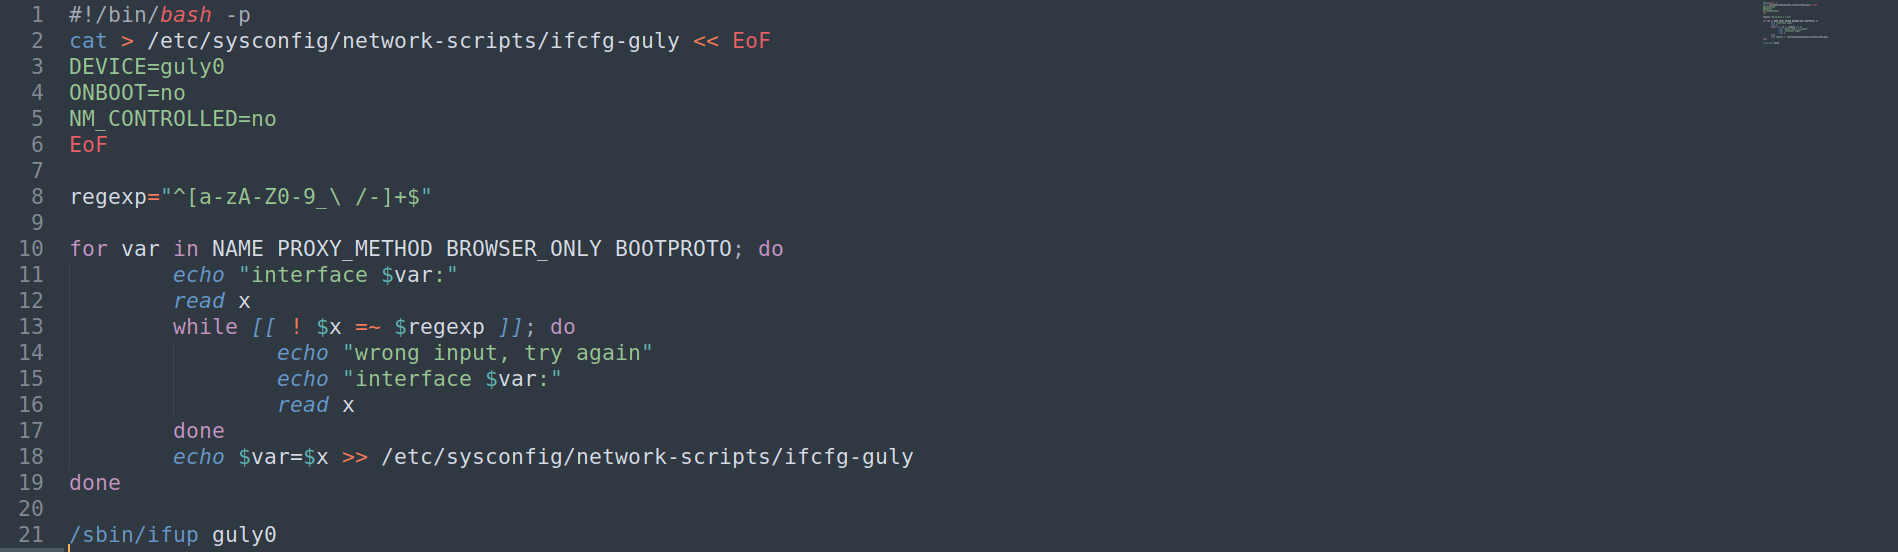 1 #!/bin/bash -p
2 cat > /etc/sysconfig/network-scripts/ifcfg-guly << EoF
3 DEVICE=guly0
4 ONBOOT=no
5 NM_CONTROLLED=no
6 EoF
7
8 regexp="^[a-zA-Z0-9_\ /-]+$"
9
10 for var in NAME PROXY_METHOD BROWSER_ONLY BOOTPROTO; do
11         echo "interface $var:"
12         read x
13         while [[ ! $x =~ $regexp ]]; do
14                 echo "wrong input, try again"
15                 echo "interface $var:"
16                 read x
17         done
18         echo $var=$x >> /etc/sysconfig/network-scripts/ifcfg-guly
19 done
20
21 /sbin/ifup guly0